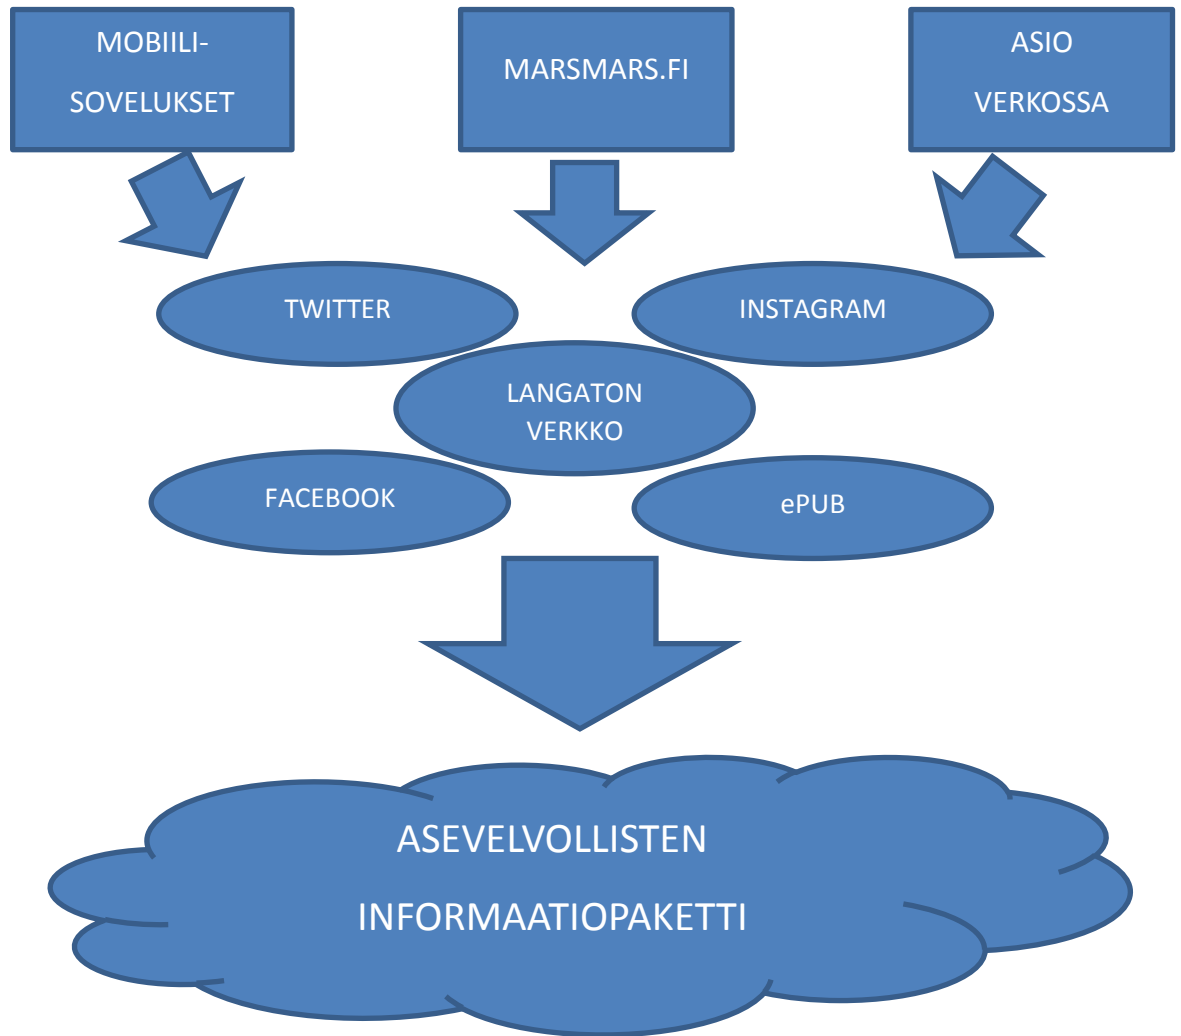 MOBIILI-
SOVELUKSET
MARSMARS.FI
ASIO
VERKOSSA
TWITTER
INSTAGRAM
LANGATON
VERKKO
FACEBOOK
ePUB
ASEVELVOLLISTEN
INFORMAATIOPAKETTI